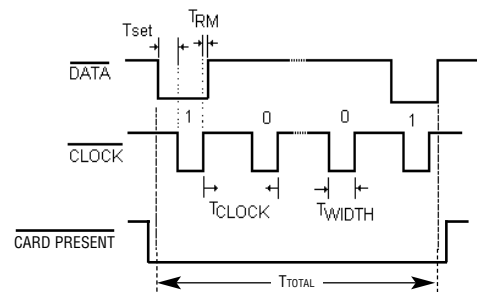 Tset TRM
DATA
1 0 0 1
CLOCK
TCLOCK TWIDTH
CARD PRESENT
TTOTAL